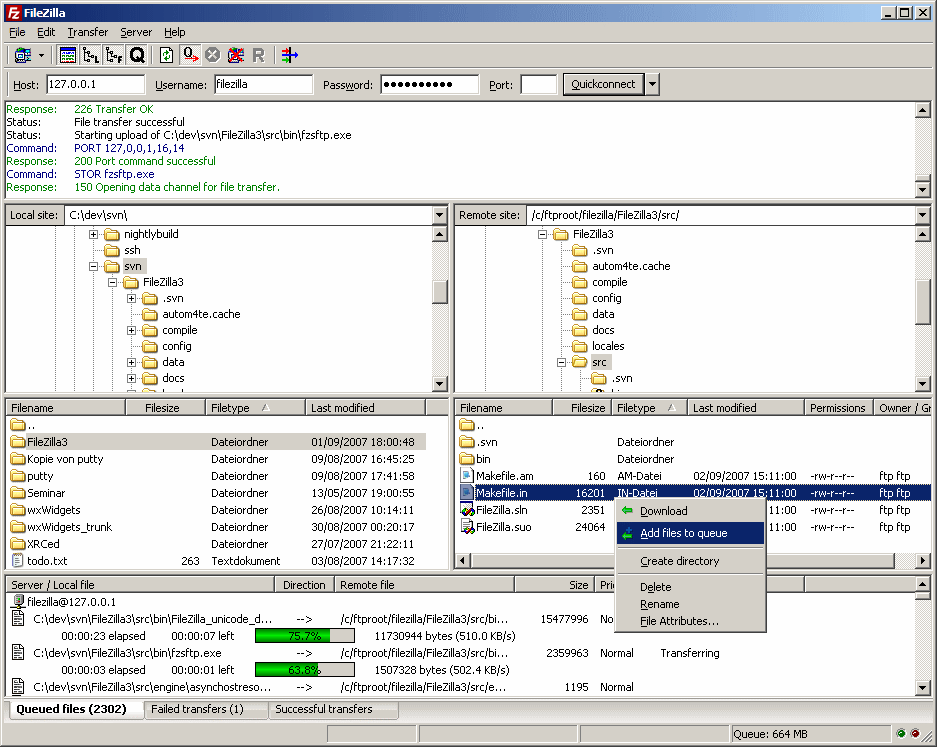 FileZilla
File Edit Transfer Server Help
Host: 127.0.0.1 Username: filezilla Password: ●●●●●●●●●● Port: Quickconnect
Response: 226 Transfer OK
Status: File transfer successful
Status: Starting upload of C:\dev\svn\FileZilla3\src\bin\fzsftp.exe
Command: PORT 127,0,0,1,16,14
Response: 200 Port command successful
Command: STOR fzsftp.exe
Response: 150 Opening data channel for file transfer.
Local site: C:\dev\svn\
nightlybuild
ssh
svn
FileZilla3
.svn
autom4te.cache
compile
config
data
docs
Remote site: /c/ftproot/filezilla/FileZilla3/src/
FileZilla3
.svn
autom4te.cache
compile
config
data
docs
locales
src
.svn
Filename Filesize Filetype Last modified
..
FileZilla3 Dateiordner 01/09/2007 18:00:48
Kopie von putty Dateiordner 09/08/2007 16:45:25
putty Dateiordner 09/08/2007 17:41:58
Seminar Dateiordner 13/05/2007 19:00:55
wxWidgets Dateiordner 26/08/2007 10:14:11
wxWidgets_trunk Dateiordner 30/08/2007 00:20:17
XRCed Dateiordner 27/07/2007 21:22:11
todo.txt 263 Textdokument 03/08/2007 14:17:32
Filename Filesize Filetype Last modified Permissions Owner / Gr
..
.svn Dateiordner
bin Dateiordner
Makefile.am 160 AM-Datei 02/09/2007 15:11:00 -rw-r--r-- ftp ftp
Makefile.in 16201 IN-Datei 02/09/2007 15:11:00 -rw-r--r-- ftp ftp
FileZilla.sln 2351 :11:00 -rw-r--r-- ftp ftp
FileZilla.suo 24064 :11:00 -rw-r--r-- ftp ftp
Download
Add files to queue
Create directory
Delete
Rename
File Attributes...
Server / Local file Direction Remote file Size
filezilla@127.0.0.1
C:\dev\svn\FileZilla3\src\bin\FileZilla_unicode_d... --> /c/ftproot/filezilla/FileZilla3/src/bi... 15477996
00:00:23 elapsed 00:00:07 left 75.7% 11730944 bytes (510.0 KB/s)
C:\dev\svn\FileZilla3\src\bin\fzsftp.exe --> /c/ftproot/filezilla/FileZilla3/src/bi... 2359963 Normal Transferring
00:00:03 elapsed 00:00:01 left 63.8% 1507328 bytes (502.4 KB/s)
C:\dev\svn\FileZilla3\src\engine\asynchostreso... --> /c/ftproot/filezilla/FileZilla3/src/e... 1195 Normal
Queued files (2302) Failed transfers (1) Successful transfers
Queue: 664 MB